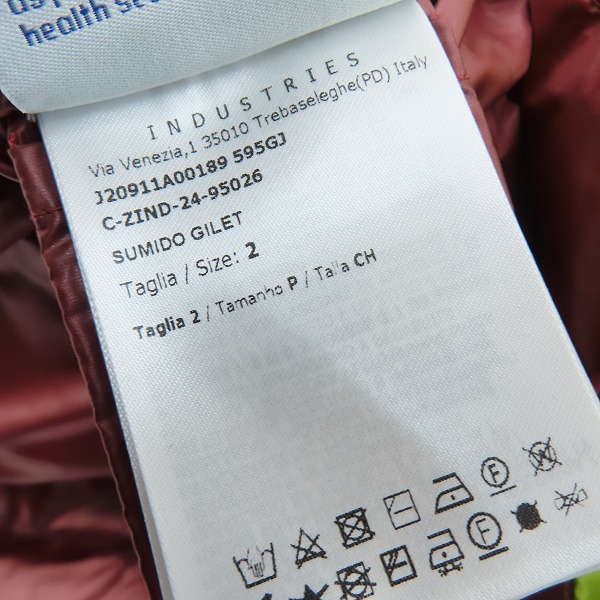 health se
INDUSTRIES
Via Venezia,1 35010 Trebaseleghe(PD) Italy
J20911A00189 595GJ
C-ZIND-24-95026
SUMIDO GILET
Taglia / Size: 2
Taglia 2 / Tamanho P / Talla CH
F
W
F